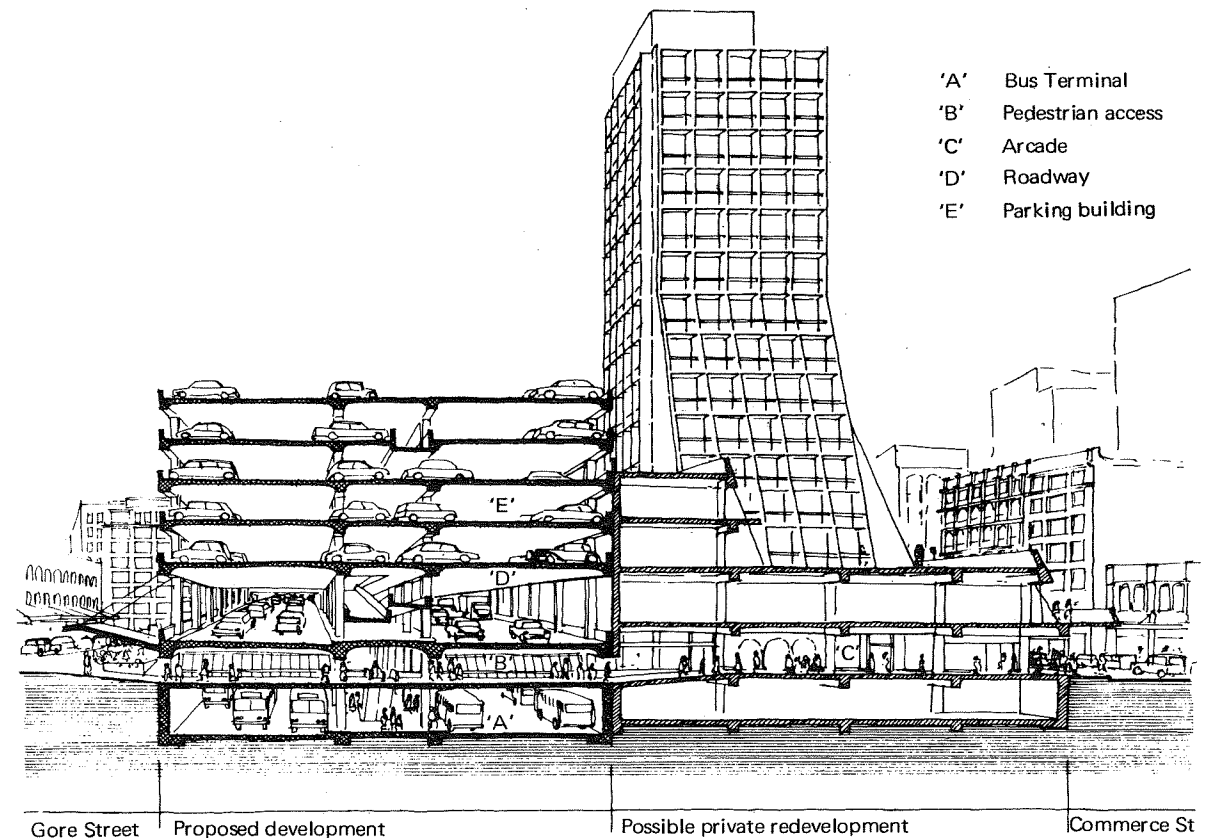 'A' Bus Terminal
'B' Pedestrian access
'C' Arcade
'D' Roadway
'E' Parking building
'E'
'D'
'B'
'C'
'A'
Gore Street Proposed development Possible private redevelopment Commerce St